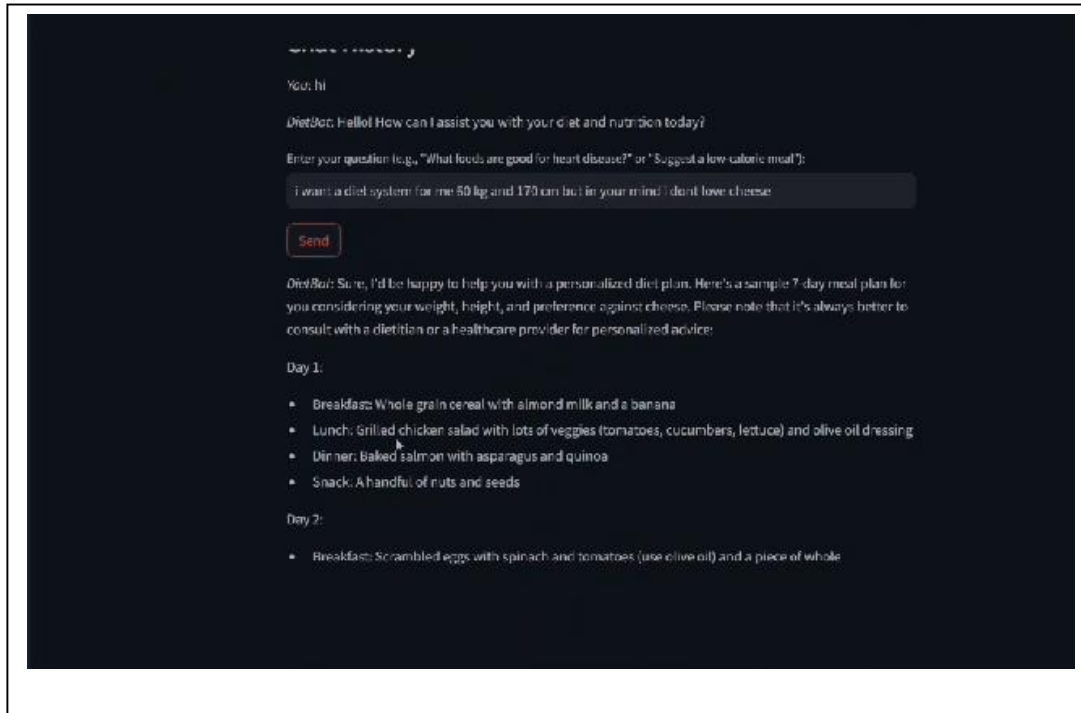 Chat History
You: hi
DietBot: Hello! How can I assist you with your diet and nutrition today?
Enter your question (e.g., "What foods are good for heart disease?" or "Suggest a low-calorie meal"):
i want a diet system for me 60 kg and 170 cm but in your mind i dont love cheese
Send
DietBot: Sure, I'd be happy to help you with a personalized diet plan. Here's a sample 7-day meal plan for
you considering your weight, height, and preference against cheese. Please note that it's always better to
consult with a dietitian or a healthcare provider for personalized advice:
Day 1:
• Breakfast: Whole grain cereal with almond milk and a banana
• Lunch: Grilled chicken salad with lots of veggies (tomatoes, cucumbers, lettuce) and olive oil dressing
• Dinner: Baked salmon with asparagus and quinoa
• Snack: A handful of nuts and seeds
Day 2:
• Breakfast: Scrambled eggs with spinach and tomatoes (use olive oil) and a piece of whole